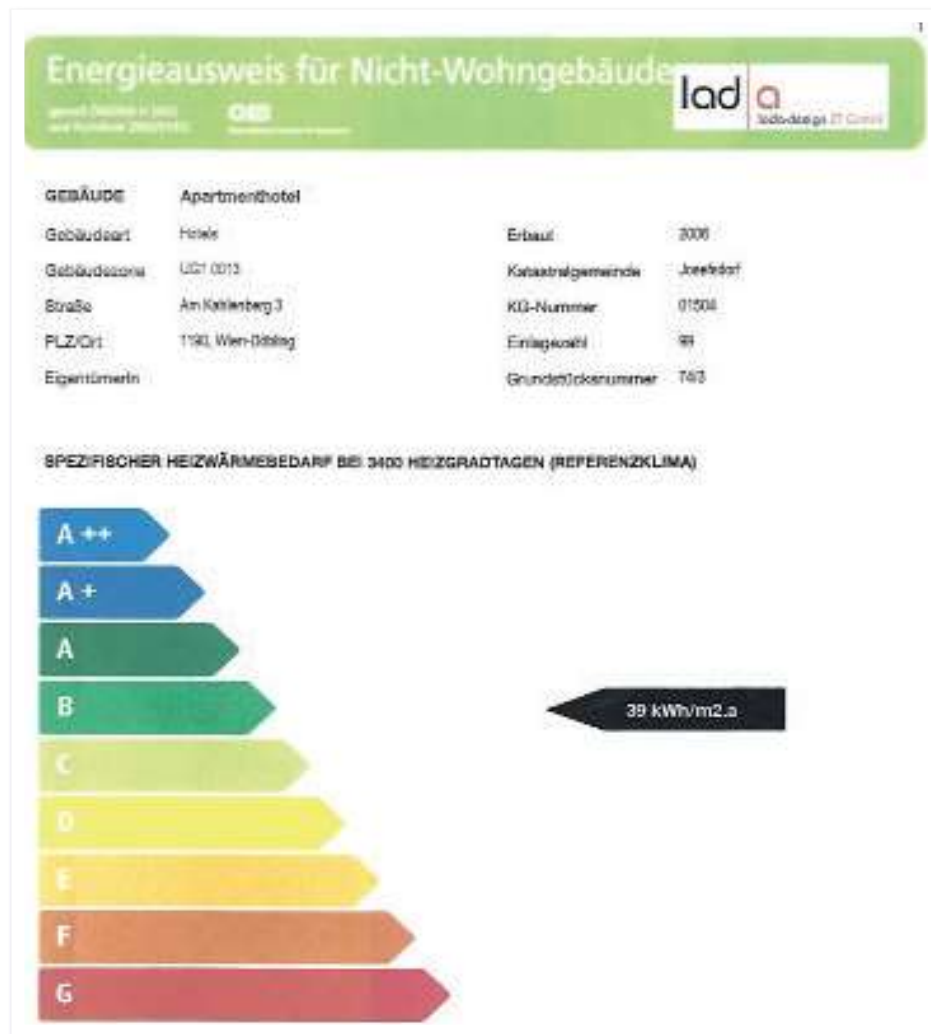 1
Energieausweis für Nicht-Wohngebäude
lad a
GEBÄUDE Apartmenthotel
Gebäudeart Hotels
Erbaut 2006
Gebäudezone
Katastralgemeinde Josefsdorf
Straße Am Kahlenberg 3
KG-Nummer 01504
PLZ/Ort 1190, Wien-Döbling
Einlagezahl 99
EigentümerIn
Grundstücksnummer 74/3
SPEZIFISCHER HEIZWÄRMEBEDARF BEI 3400 HEIZGRADTAGEN (REFERENZKLIMA)
A ++
A +
A
B
39 kWh/m2.a
C
D
E
F
G